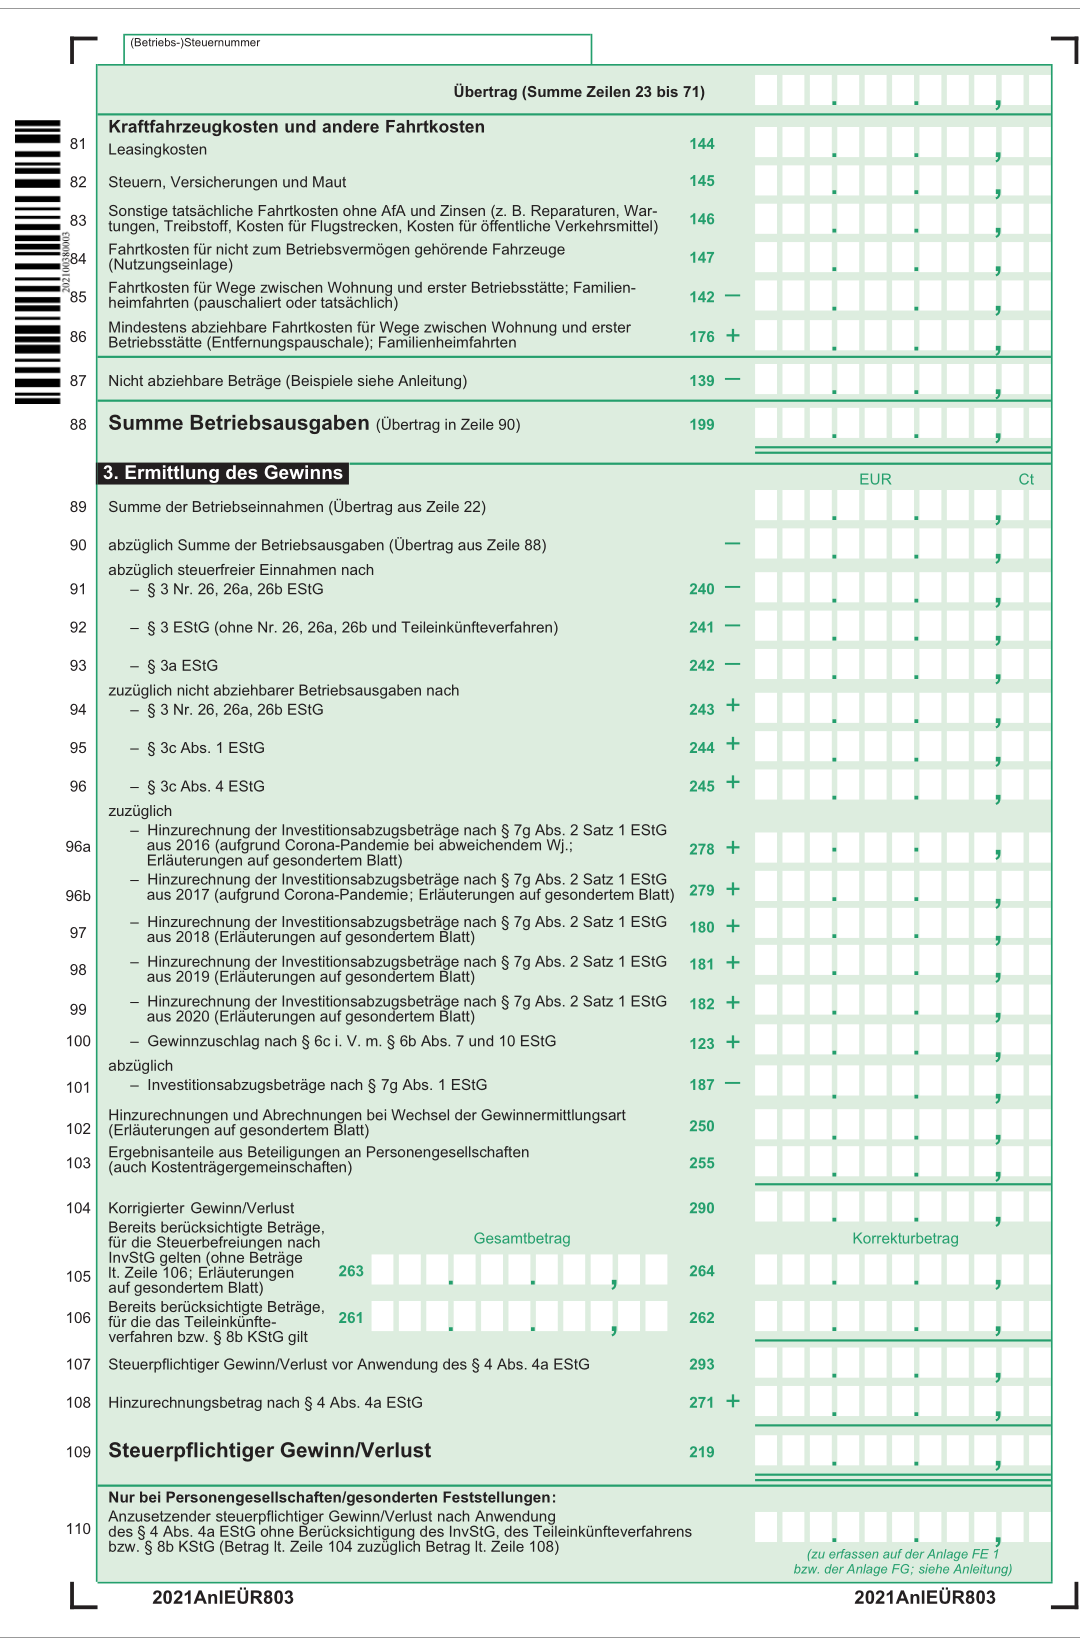 (Betriebs-)Steuernummer
Übertrag (Summe Zeilen 23 bis 71)
Kraftfahrzeugkosten und andere Fahrtkosten
81 Leasingkosten 144
82 Steuern, Versicherungen und Maut 145
83 Sonstige tatsächliche Fahrtkosten ohne AfA und Zinsen (z. B. Reparaturen, War-
tungen, Treibstoff, Kosten für Flugstrecken, Kosten für öffentliche Verkehrsmittel) 146
202100380003
84 Fahrtkosten für nicht zum Betriebsvermögen gehörende Fahrzeuge
(Nutzungseinlage) 147
85 Fahrtkosten für Wege zwischen Wohnung und erster Betriebsstätte; Familien-
heimfahrten (pauschaliert oder tatsächlich) 142 –
86 Mindestens abziehbare Fahrtkosten für Wege zwischen Wohnung und erster
Betriebsstätte (Entfernungspauschale); Familienheimfahrten 176 +
87 Nicht abziehbare Beträge (Beispiele siehe Anleitung) 139 –
88 Summe Betriebsausgaben (Übertrag in Zeile 90) 199
3. Ermittlung des Gewinns
EUR Ct
89 Summe der Betriebseinnahmen (Übertrag aus Zeile 22)
90 abzüglich Summe der Betriebsausgaben (Übertrag aus Zeile 88) –
abzüglich steuerfreier Einnahmen nach
91 – § 3 Nr. 26, 26a, 26b EStG 240 –
92 – § 3 EStG (ohne Nr. 26, 26a, 26b und Teileinkünfteverfahren) 241 –
93 – § 3a EStG 242 –
zuzüglich nicht abziehbarer Betriebsausgaben nach
94 – § 3 Nr. 26, 26a, 26b EStG 243 +
95 – § 3c Abs. 1 EStG 244 +
96 – § 3c Abs. 4 EStG 245 +
zuzüglich
– Hinzurechnung der Investitionsabzugsbeträge nach § 7g Abs. 2 Satz 1 EStG
96a aus 2016 (aufgrund Corona-Pandemie bei abweichendem Wj.; 278 +
Erläuterungen auf gesondertem Blatt)
– Hinzurechnung der Investitionsabzugsbeträge nach § 7g Abs. 2 Satz 1 EStG
96b aus 2017 (aufgrund Corona-Pandemie; Erläuterungen auf gesondertem Blatt) 279 +
– Hinzurechnung der Investitionsabzugsbeträge nach § 7g Abs. 2 Satz 1 EStG
97 aus 2018 (Erläuterungen auf gesondertem Blatt) 180 +
– Hinzurechnung der Investitionsabzugsbeträge nach § 7g Abs. 2 Satz 1 EStG
98 aus 2019 (Erläuterungen auf gesondertem Blatt) 181 +
– Hinzurechnung der Investitionsabzugsbeträge nach § 7g Abs. 2 Satz 1 EStG
99 aus 2020 (Erläuterungen auf gesondertem Blatt) 182 +
100 – Gewinnzuschlag nach § 6c i. V. m. § 6b Abs. 7 und 10 EStG 123 +
abzüglich
101 – Investitionsabzugsbeträge nach § 7g Abs. 1 EStG 187 –
Hinzurechnungen und Abrechnungen bei Wechsel der Gewinnermittlungsart
102 (Erläuterungen auf gesondertem Blatt) 250
Ergebnisanteile aus Beteiligungen an Personengesellschaften
103 (auch Kostenträgergemeinschaften) 255
104 Korrigierter Gewinn/Verlust 290
Bereits berücksichtigte Beträge,
für die Steuerbefreiungen nach Gesamtbetrag Korrekturbetrag
InvStG gelten (ohne Beträge
105 lt. Zeile 106; Erläuterungen 263 264
auf gesondertem Blatt)
Bereits berücksichtigte Beträge,
106 für die das Teileinkünfte- 261 262
verfahren bzw. § 8b KStG gilt
107 Steuerpflichtiger Gewinn/Verlust vor Anwendung des § 4 Abs. 4a EStG 293
108 Hinzurechnungsbetrag nach § 4 Abs. 4a EStG 271 +
109 Steuerpflichtiger Gewinn/Verlust 219
Nur bei Personengesellschaften/gesonderten Feststellungen:
Anzusetzender steuerpflichtiger Gewinn/Verlust nach Anwendung
110 des § 4 Abs. 4a EStG ohne Berücksichtigung des InvStG, des Teileinkünfteverfahrens
bzw. § 8b KStG (Betrag lt. Zeile 104 zuzüglich Betrag lt. Zeile 108)
(zu erfassen auf der Anlage FE 1
bzw. der Anlage FG; siehe Anleitung)
2021AnlEÜR803 2021AnlEÜR803